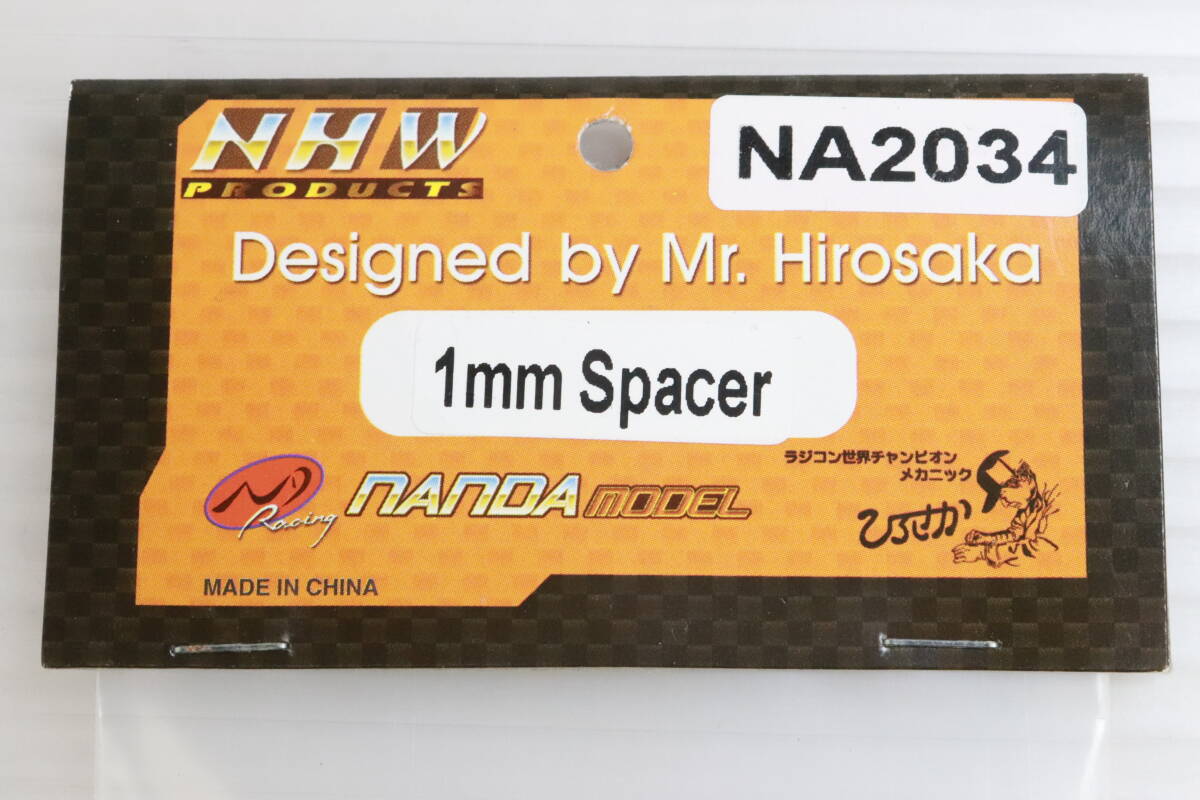 NHW
PRODUCTS
NA2034
Designed by Mr. Hirosaka
1mm Spacer
ND
Racing
NANDA MODEL
ラジコン世界チャンピオン
メカニック
ひろさか
MADE IN CHINA